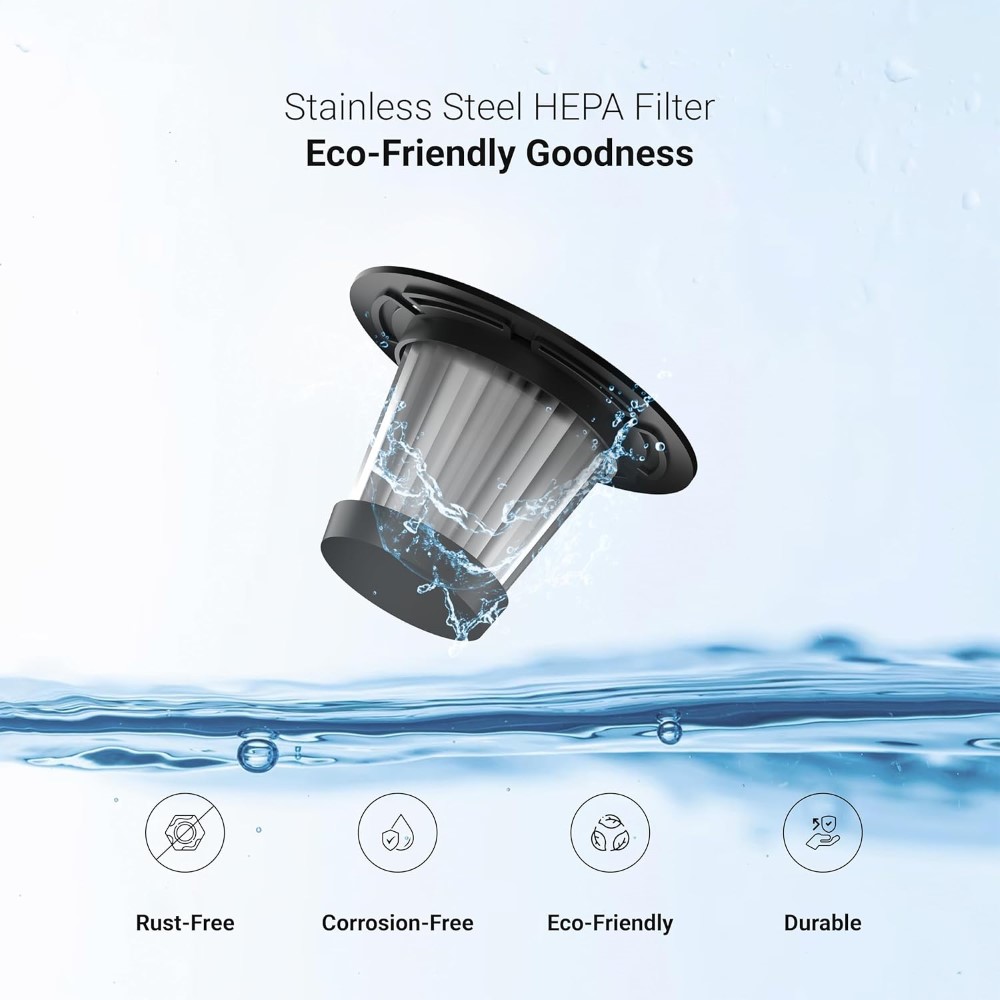 Stainless Steel HEPA Filter
Eco-Friendly Goodness
Rust-Free
Corrosion-Free
Eco-Friendly
Durable